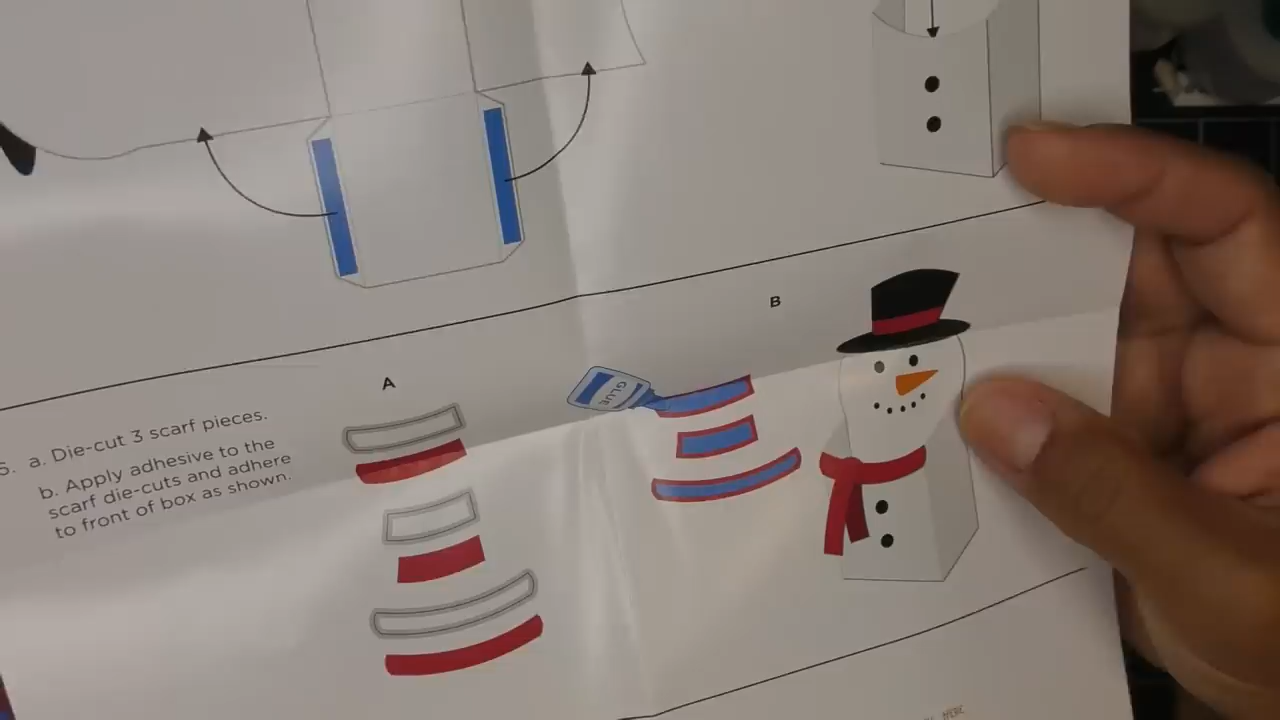 B
A
GLUE
a. Die-cut 3 scarf pieces.
b. Apply adhesive to the
scarf die-cuts and adhere
to front of box as shown.